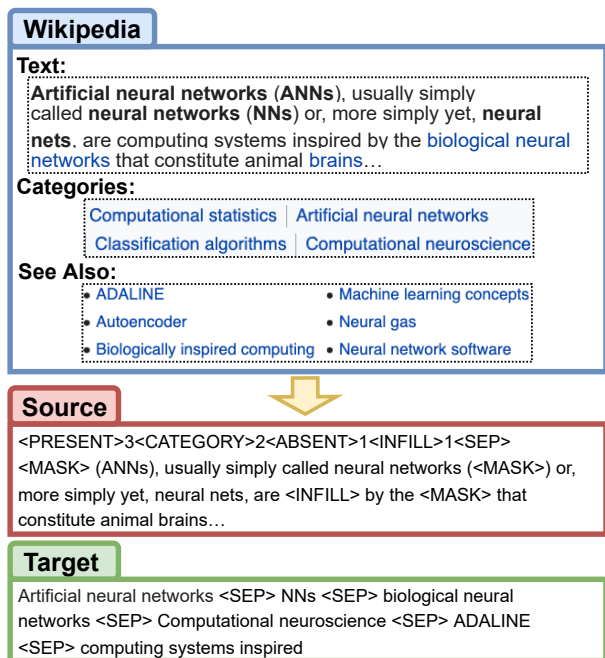 Wikipedia
Text:
Artificial neural networks (ANNs), usually simply
called neural networks (NNs) or, more simply yet, neural
nets, are computing systems inspired by the biological neural
networks that constitute animal brains…
Categories:
Computational statistics | Artificial neural networks
Classification algorithms | Computational neuroscience
See Also:
• ADALINE • Machine learning concepts
• Autoencoder • Neural gas
• Biologically inspired computing • Neural network software
Source
<PRESENT>3<CATEGORY>2<ABSENT>1<INFILL>1<SEP>
<MASK> (ANNs), usually simply called neural networks (<MASK>) or,
more simply yet, neural nets, are <INFILL> by the <MASK> that
constitute animal brains…
Target
Artificial neural networks <SEP> NNs <SEP> biological neural
networks <SEP> Computational neuroscience <SEP> ADALINE
<SEP> computing systems inspired